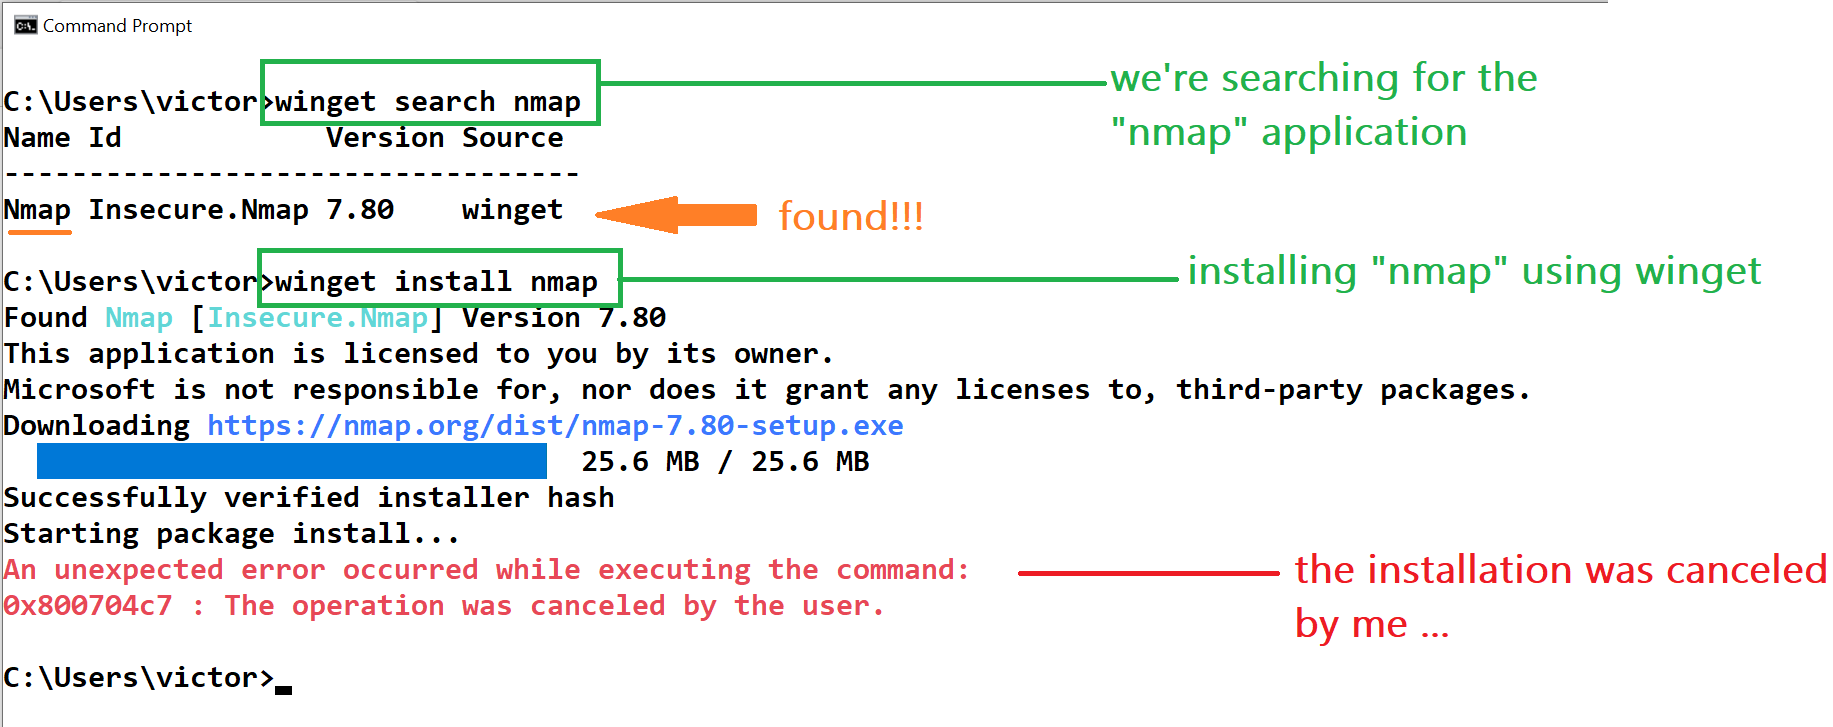 Command Prompt
C:\Users\victor>winget search nmap
we're searching for the
"nmap" application
Name Id            Version Source
----------------------------------
Nmap Insecure.Nmap 7.80    winget
found!!!
C:\Users\victor>winget install nmap
installing "nmap" using winget
Found Nmap [Insecure.Nmap] Version 7.80
This application is licensed to you by its owner.
Microsoft is not responsible for, nor does it grant any licenses to, third-party packages.
Downloading https://nmap.org/dist/nmap-7.80-setup.exe
25.6 MB / 25.6 MB
Successfully verified installer hash
Starting package install...
An unexpected error occurred while executing the command:
0x800704c7 : The operation was canceled by the user.
the installation was canceled
by me ...
C:\Users\victor>